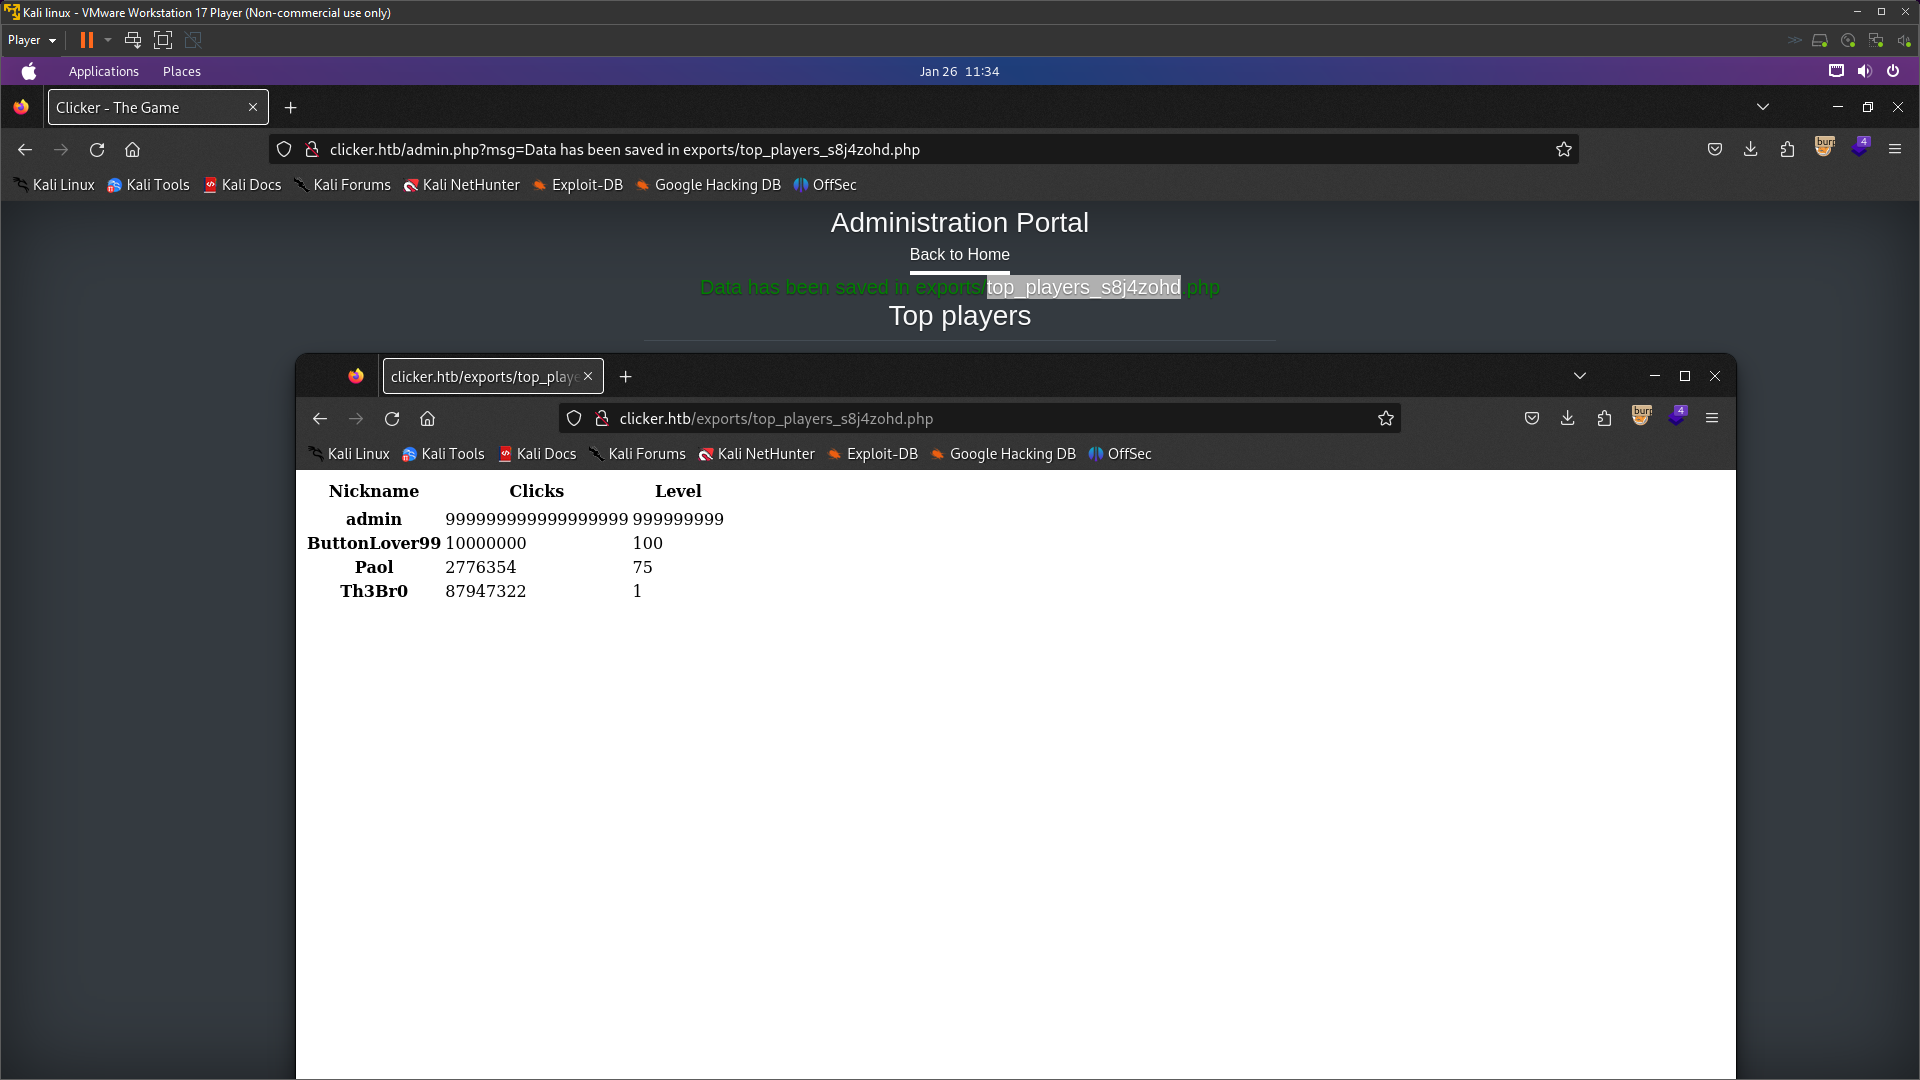 Kali linux - VMware Workstation 17 Player (Non-commercial use only)
Player
Applications Places Jan 26 11:34
Clicker - The Game
clicker.htb/admin.php?msg=Data has been saved in exports/top_players_s8j4zohd.php
burp 4
Kali Linux Kali Tools Kali Docs Kali Forums Kali NetHunter Exploit-DB Google Hacking DB OffSec
Administration Portal
Back to Home
Data has been saved in exports/top_players_s8j4zohd.php
Top players
clicker.htb/exports/top_playe
clicker.htb/exports/top_players_s8j4zohd.php
burp 4
Kali Linux Kali Tools Kali Docs Kali Forums Kali NetHunter Exploit-DB Google Hacking DB OffSec
Nickname Clicks Level
admin 999999999999999999 999999999
ButtonLover99 10000000 100
Paol 2776354 75
Th3Br0 87947322 1